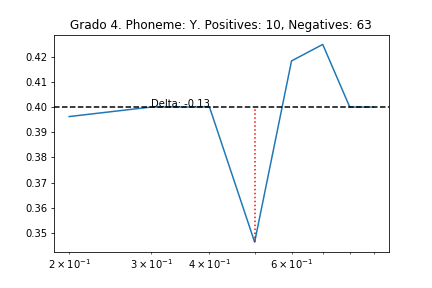 Grado 4. Phoneme: Y. Positives: 10, Negatives: 63
0.42
0.41
0.40
0.39
0.38
0.37
0.36
0.35
Delta: -0.13
2 × 10⁻¹ 3 × 10⁻¹ 4 × 10⁻¹ 6 × 10⁻¹